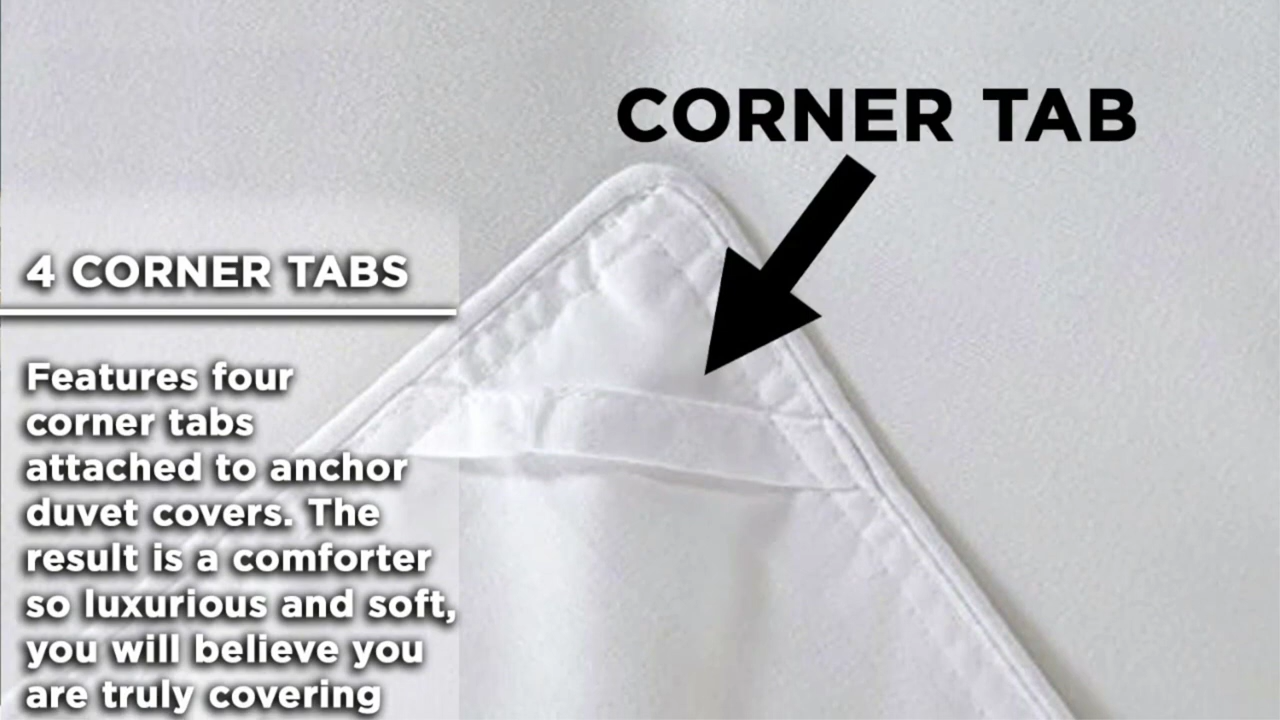 CORNER TAB
4 CORNER TABS
Features four
corner tabs
attached to anchor
duvet covers. The
result is a comforter
so luxurious and soft,
you will believe you
are truly covering